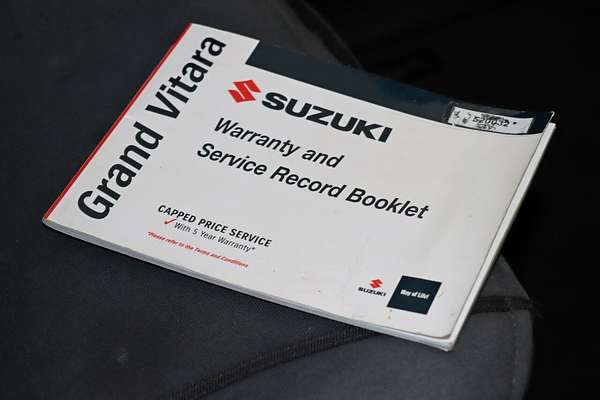 Grand Vitara
SUZUKI
Warranty and
Service Record Booklet
CAPPED PRICE SERVICE
With 5 Year Warranty*
*Please refer to the Terms and Conditions
SUZUKI
Way of Life!